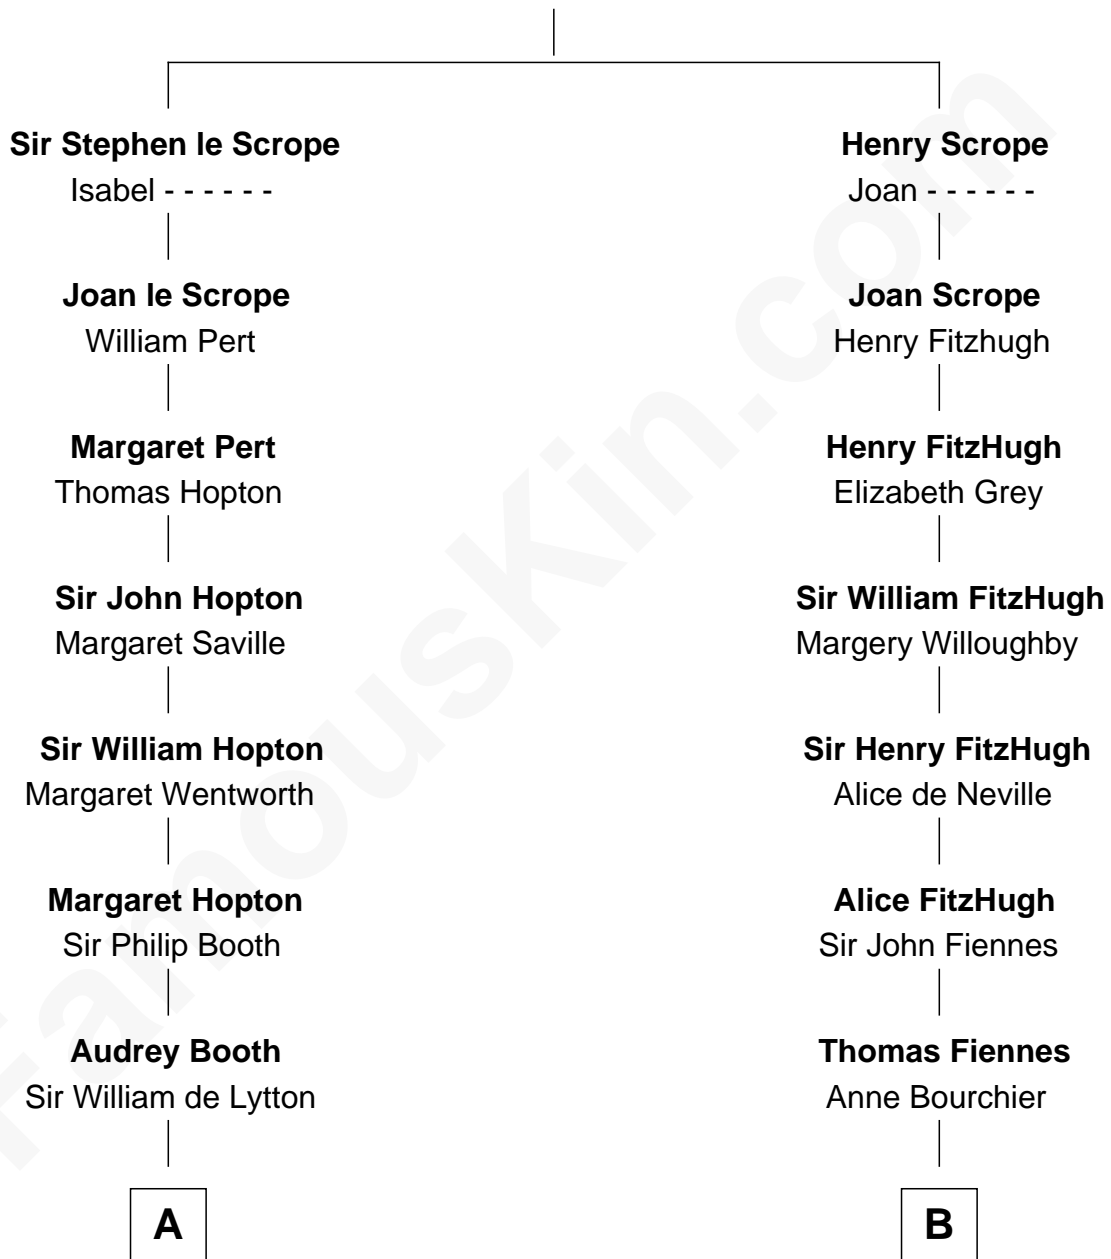 Sir Stephen le Scrope
Isabel - - - - - -
Joan le Scrope
William Pert
Margaret Pert
Thomas Hopton
Sir John Hopton
Margaret Saville
Sir William Hopton
Margaret Wentworth
Margaret Hopton
Sir Philip Booth
Audrey Booth
Sir William de Lytton
A
Henry Scrope
Joan - - - - - -
Joan Scrope
Henry Fitzhugh
Henry FitzHugh
Elizabeth Grey
Sir William FitzHugh
Margery Willoughby
Sir Henry FitzHugh
Alice de Neville
Alice FitzHugh
Sir John Fiennes
Thomas Fiennes
Anne Bourchier
B
FamousKin.com